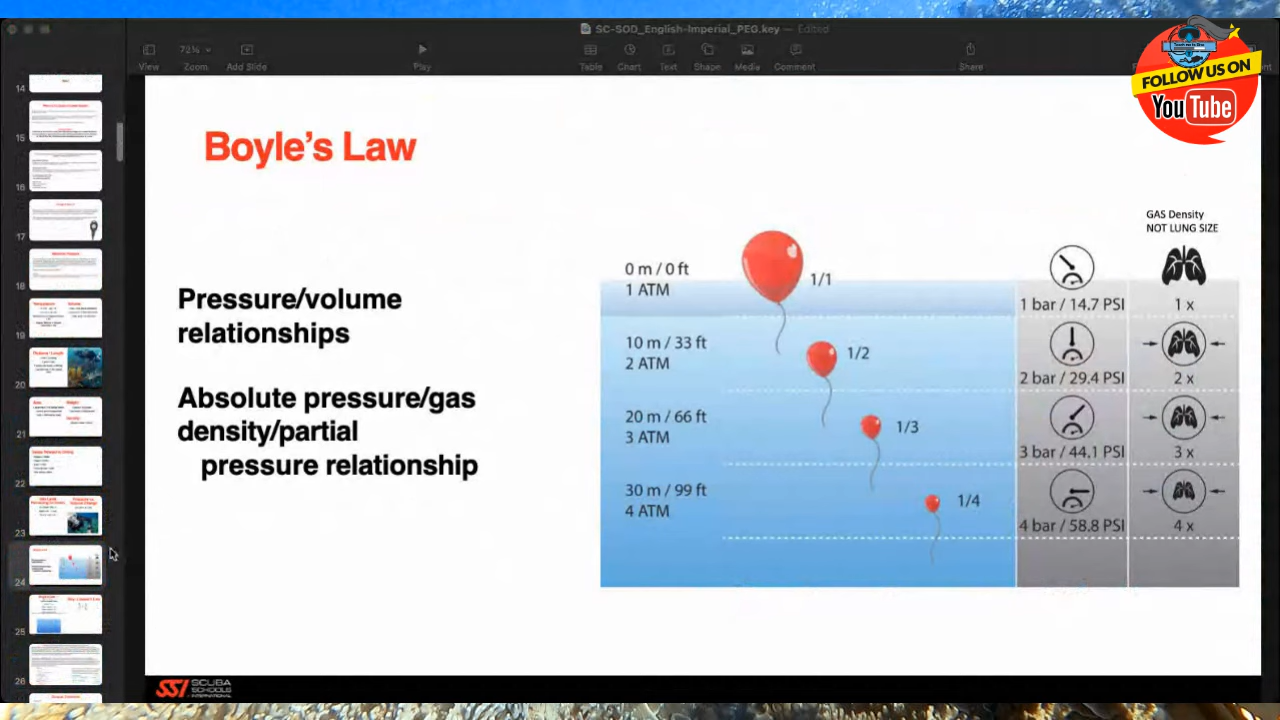 SC-SOD_English-Imperial_PEG.key — Edited
72%
View
Zoom
Add Slide
Play
Table
Chart
Text
Shape
Media
Comment
Share
FOLLOW US ON
YouTube
14
15
16
17
18
19
20
21
22
23
24
25
26
Boyle's Law
Pressure/volume
relationships
Absolute pressure/gas
density/partial
pressure relationship
GAS Density
NOT LUNG SIZE
0 m / 0 ft
1 ATM
1/1
1 bar / 14.7 PSI
1 x
10 m / 33 ft
2 ATM
1/2
2 bar / 29.4 PSI
2 x
20 m / 66 ft
3 ATM
1/3
3 bar / 44.1 PSI
3 x
30 m / 99 ft
4 ATM
1/4
4 bar / 58.8 PSI
4 x
SSI
SCUBA
SCHOOLS
INTERNATIONAL